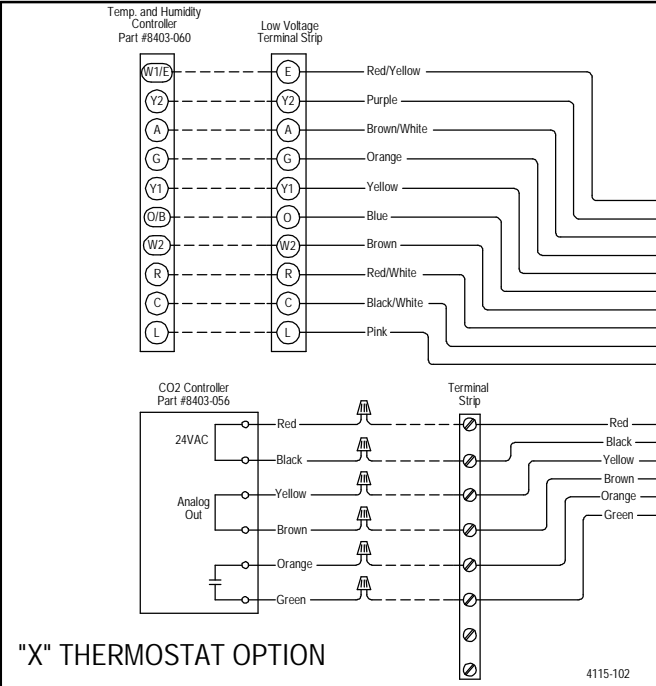 Temp. and Humidity
Controller
Part #8403-060
Low Voltage
Terminal Strip
W1/E E Red/Yellow
Y2 Y2 Purple
A A Brown/White
G G Orange
Y1 Y1 Yellow
O/B O Blue
W2 W2 Brown
R R Red/White
C C Black/White
L L Pink
CO2 Controller
Part #8403-056
Terminal
Strip
24VAC
Red Red
Black Black
Analog
Out
Yellow Yellow
Brown Brown
Orange Orange
Green Green
"X" THERMOSTAT OPTION
4115-102